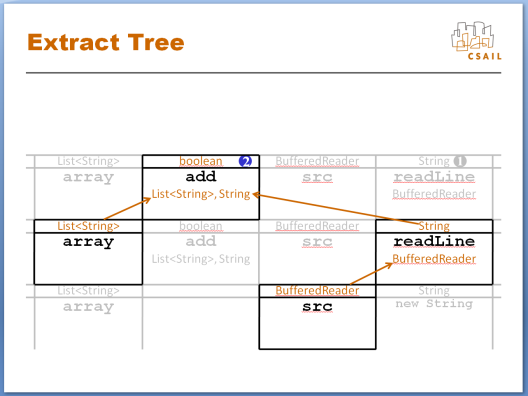 Extract Tree
CSAIL
List<String> boolean 2 BufferedReader String 1
array add src readLine
List<String>, String BufferedReader
List<String> boolean BufferedReader String
array add src readLine
List<String>, String BufferedReader
List<String> BufferedReader String
array src new String